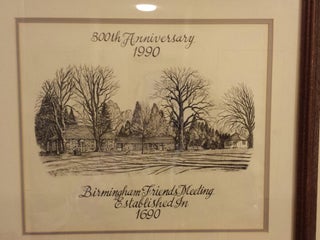 300th Anniversary
1990
Birmingham Friends Meeting
Established In
1690